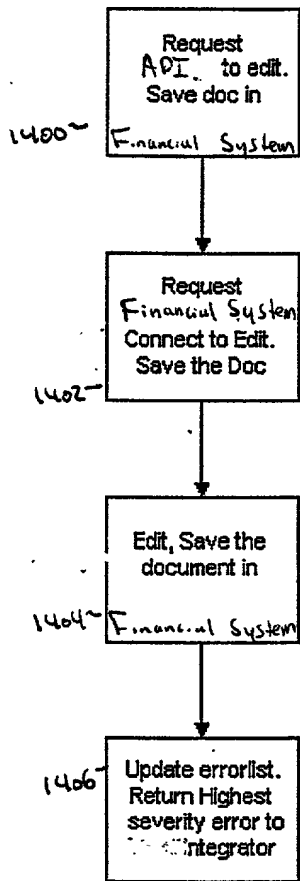 Request
API. to edit.
Save doc in
1400~ Financial System
Request
Financial System
Connect to Edit.
Save the Doc
1402~
Edit, Save the
document in
1404~ Financial System
1406~ Update errorlist.
Return Highest
severity error to
Integrator